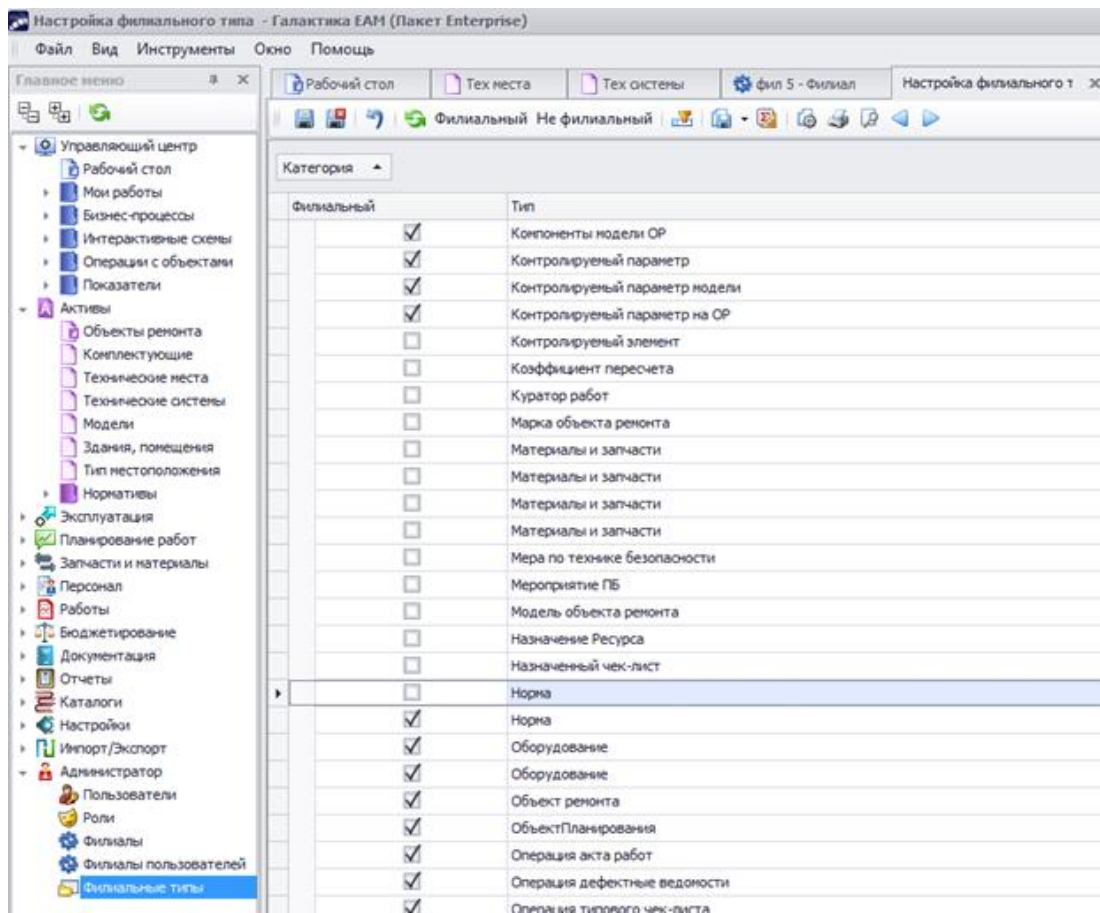 Настройка филиального типа - Галактика EAM (Пакет Enterprise)
Файл Вид Инструменты Окно Помощь
Главное меню
Рабочий стол Тех места Тех системы фил 5 - Филиал Настройка филиального т
Филиальный Не филиальный
Управляющий центр
Рабочий стол
Мои работы
Бизнес-процессы
Интерактивные схемы
Операции с объектами
Показатели
Активы
Объекты ремонта
Комплектующие
Технические места
Технические системы
Модели
Здания, помещения
Тип местоположения
Нормативы
Эксплуатация
Планирование работ
Запчасти и материалы
Персонал
Работы
Бюджетирование
Документация
Отчеты
Каталоги
Настройки
Импорт/Экспорт
Администратор
Пользователи
Роли
Филиалы
Филиалы пользователей
Филиальные типы
Категория
Филиальный Тип
Компоненты модели ОР
Контролируемый параметр
Контролируемый параметр модели
Контролируемый параметр на ОР
Контролируемый элемент
Коэффициент пересчета
Куратор работ
Марка объекта ремонта
Материалы и запчасти
Материалы и запчасти
Материалы и запчасти
Материалы и запчасти
Мера по технике безопасности
Мероприятие ПБ
Модель объекта ремонта
Назначение Ресурса
Назначенный чек-лист
Норма
Норма
Оборудование
Оборудование
Объект ремонта
ОбъектПланирования
Операция акта работ
Операция дефектные ведомости
Операция типового чек-листа